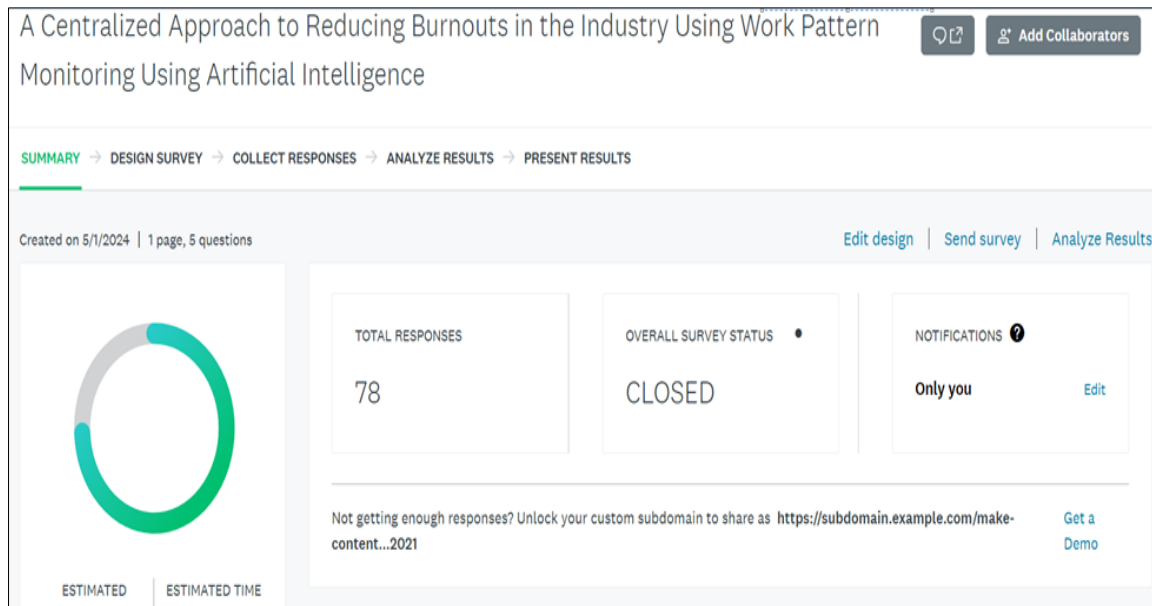 A Centralized Approach to Reducing Burnouts in the Industry Using Work Pattern
Monitoring Using Artificial Intelligence
Add Collaborators
SUMMARY → DESIGN SURVEY → COLLECT RESPONSES → ANALYZE RESULTS → PRESENT RESULTS
Created on 5/1/2024 | 1 page, 5 questions
Edit design | Send survey | Analyze Results
TOTAL RESPONSES
78
OVERALL SURVEY STATUS •
CLOSED
NOTIFICATIONS ?
Only you Edit
Not getting enough responses? Unlock your custom subdomain to share as https://subdomain.example.com/make-
content...2021
Get a
Demo
ESTIMATED | ESTIMATED TIME